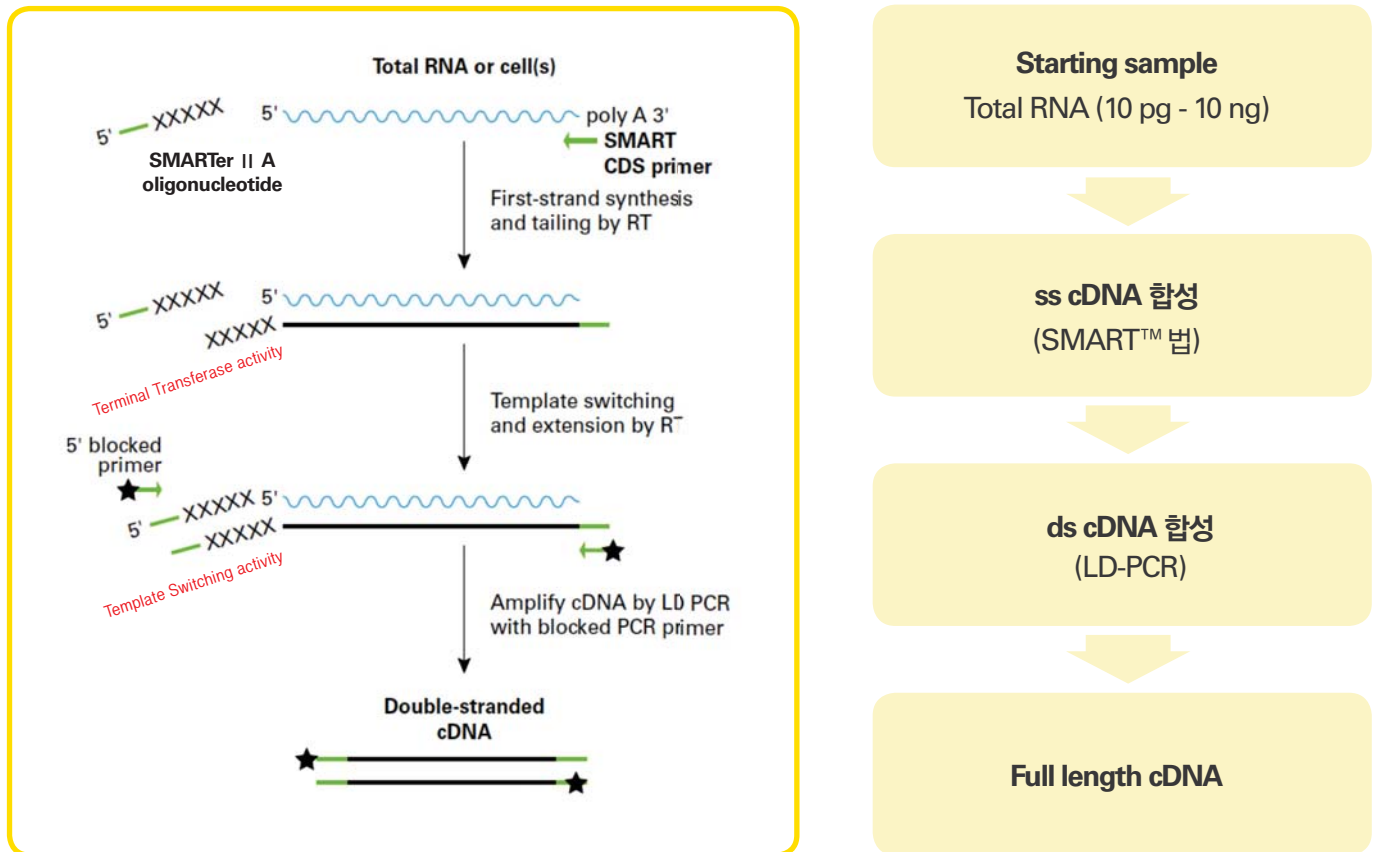 Total RNA or cell(s)
5' XXXXX
5' poly A 3'
SMARTer II A
oligonucleotide
SMART
CDS primer
First-strand synthesis
and tailing by RT
5' XXXXX
5'
XXXXX
Terminal Transferase activity
Template switching
and extension by RT
5' blocked
primer
5' XXXXX 5'
XXXXX
Template Switching activity
Amplify cDNA by LD PCR
with blocked PCR primer
Double-stranded
cDNA
Starting sample
Total RNA (10 pg - 10 ng)
ss cDNA 합성
(SMART™ 법)
ds cDNA 합성
(LD-PCR)
Full length cDNA